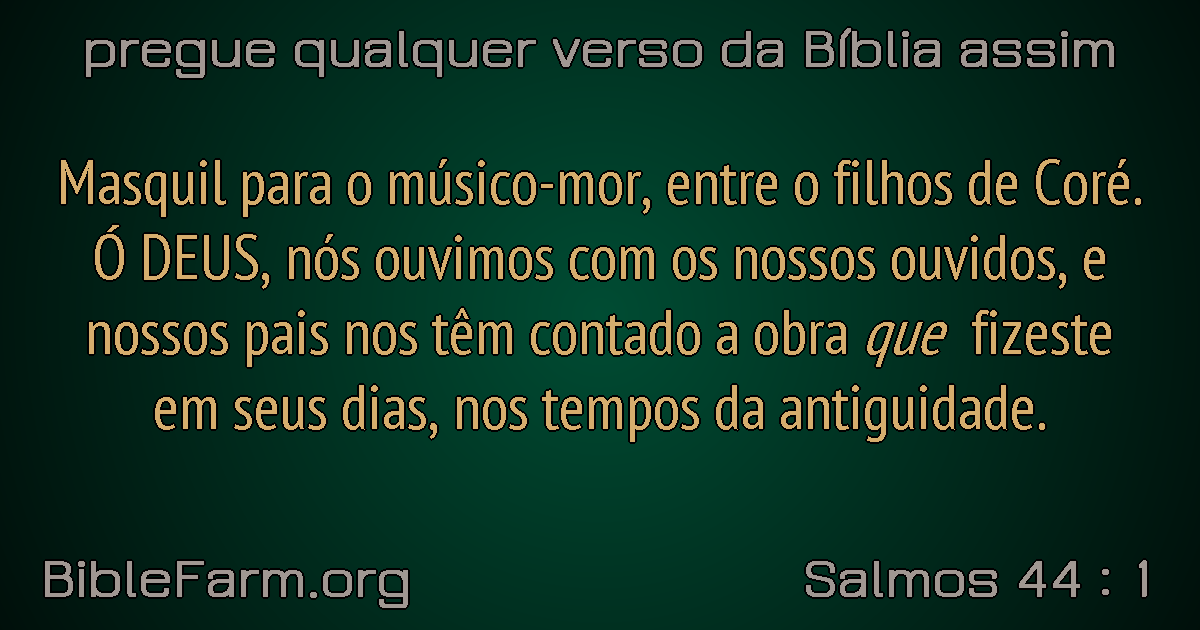 pregue qualquer verso da Bíblia assim
Masquil para o músico-mor, entre o filhos de Coré.
Ó DEUS, nós ouvimos com os nossos ouvidos, e
nossos pais nos têm contado a obra que fizeste
em seus dias, nos tempos da antiguidade.
BibleFarm.org
Salmos 44 : 1